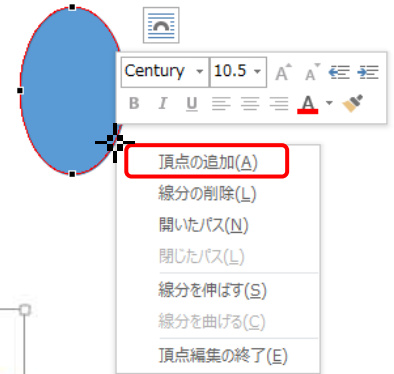 Century 10.5 A A
B I U A
頂点の追加(A)
線分の削除(L)
開いたパス(N)
閉じたパス(L)
線分を伸ばす(S)
線分を曲げる(C)
頂点編集の終了(E)